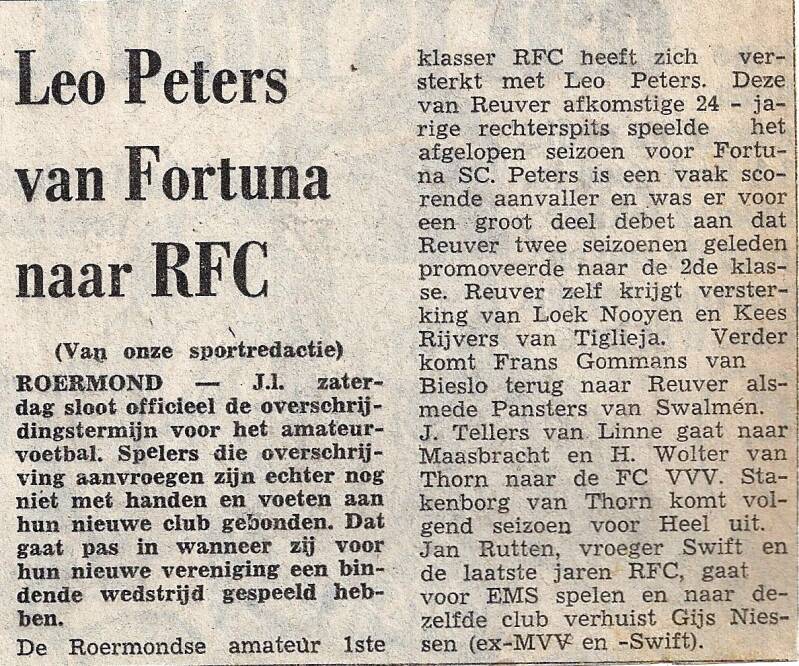 Leo Peters
van Fortuna
naar RFC
(Van onze sportredactie)
ROERMOND — J.l. zater-
dag sloot officieel de overschrij-
dingstermijn voor het amateur-
voetbal. Spelers die overschrij-
ving aanvroegen zijn echter nog
niet met handen en voeten aan
hun nieuwe club gebonden. Dat
gaat pas in wanneer zij voor
hun nieuwe vereniging een bin-
dende wedstrijd gespeeld heb-
ben.
De Roermondse amateur 1ste
klasser RFC heeft zich ver-
sterkt met Leo Peters. Deze
van Reuver afkomstige 24 - ja-
rige rechterspits speelde het
afgelopen seizoen voor Fortu-
na SC. Peters is een vaak sco-
rende aanvaller en was er voor
een groot deel debet aan dat
Reuver twee seizoenen geleden
promoveerde naar de 2de klas-
se. Reuver zelf krijgt verster-
king van Loek Nooyen en Kees
Rijvers van Tiglieja. Verder
komt Frans Gommans van
Bieslo terug naar Reuver als-
mede Pansters van Swalmen.
J. Tellers van Linne gaat naar
Maasbracht en H. Wolter van
Thorn naar de FC VVV. Sta-
kenborg van Thorn komt vol-
gend seizoen voor Heel uit.
Jan Rutten, vroeger Swift en
de laatste jaren RFC, gaat
voor EMS spelen en naar de-
zelfde club verhuist Gijs Nies-
sen (ex-MVV en -Swift).